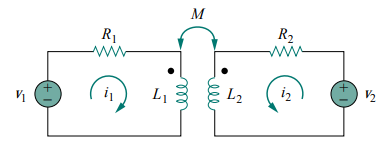 M
R₁
R₂
v₁
+
−
i₁
L₁
L₂
i₂
+
−
v₂